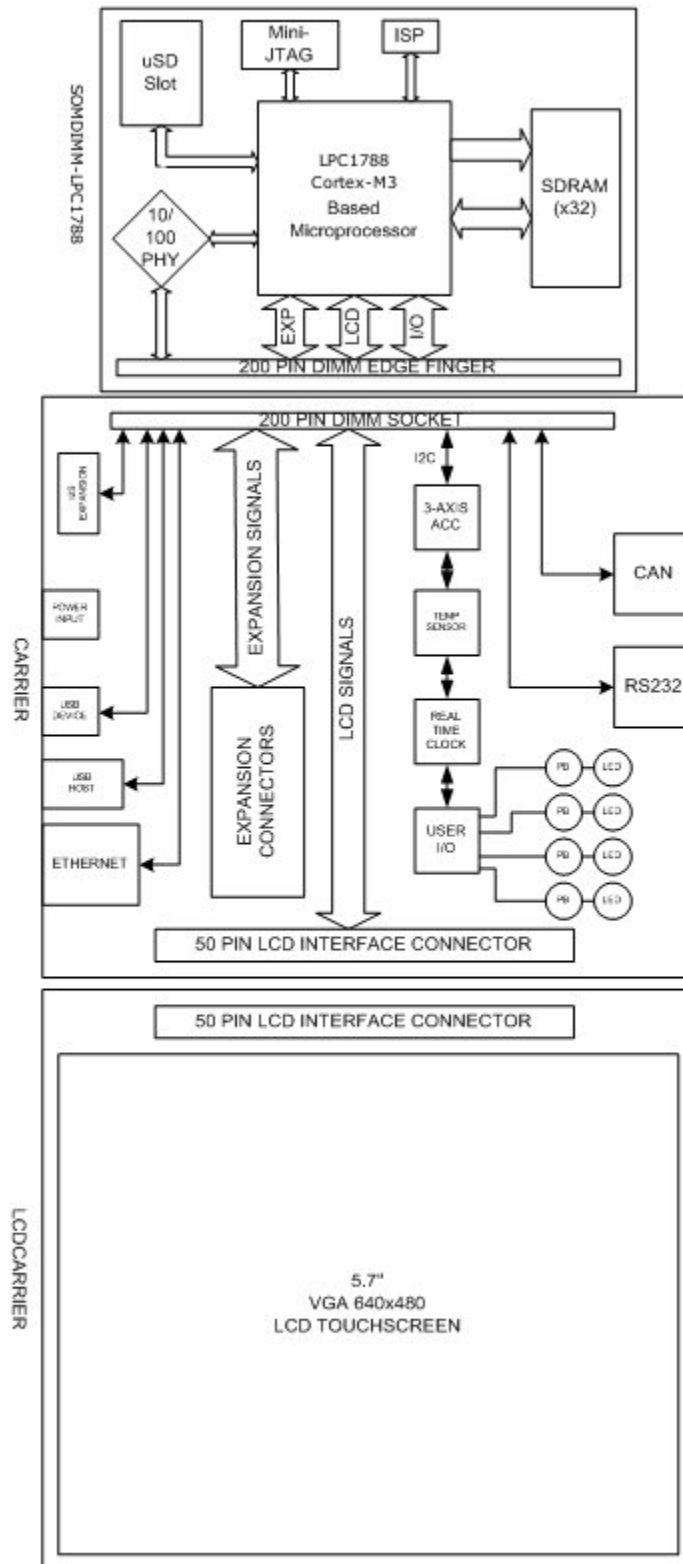 SOMDIMM-LPC1788
uSD
Slot
Mini-
JTAG
ISP
LPC1788
Cortex-M3
Based
Microprocessor
SDRAM
(x32)
10/
100
PHY
EXP
LCD
I/O
200 PIN DIMM EDGE FINGER
CARRIER
200 PIN DIMM SOCKET
I2S
EXPANSION
POWER
INPUT
USB
DEVICE
USB
HOST
ETHERNET
EXPANSION SIGNALS
EXPANSION
CONNECTORS
LCD SIGNALS
I2C
3-AXIS
ACC
TEMP
SENSOR
REAL
TIME
CLOCK
USER
I/O
CAN
RS232
PB
LED
PB
LED
PB
LED
PB
LED
50 PIN LCD INTERFACE CONNECTOR
LCDCARRIER
50 PIN LCD INTERFACE CONNECTOR
5.7"
VGA 640x480
LCD TOUCHSCREEN